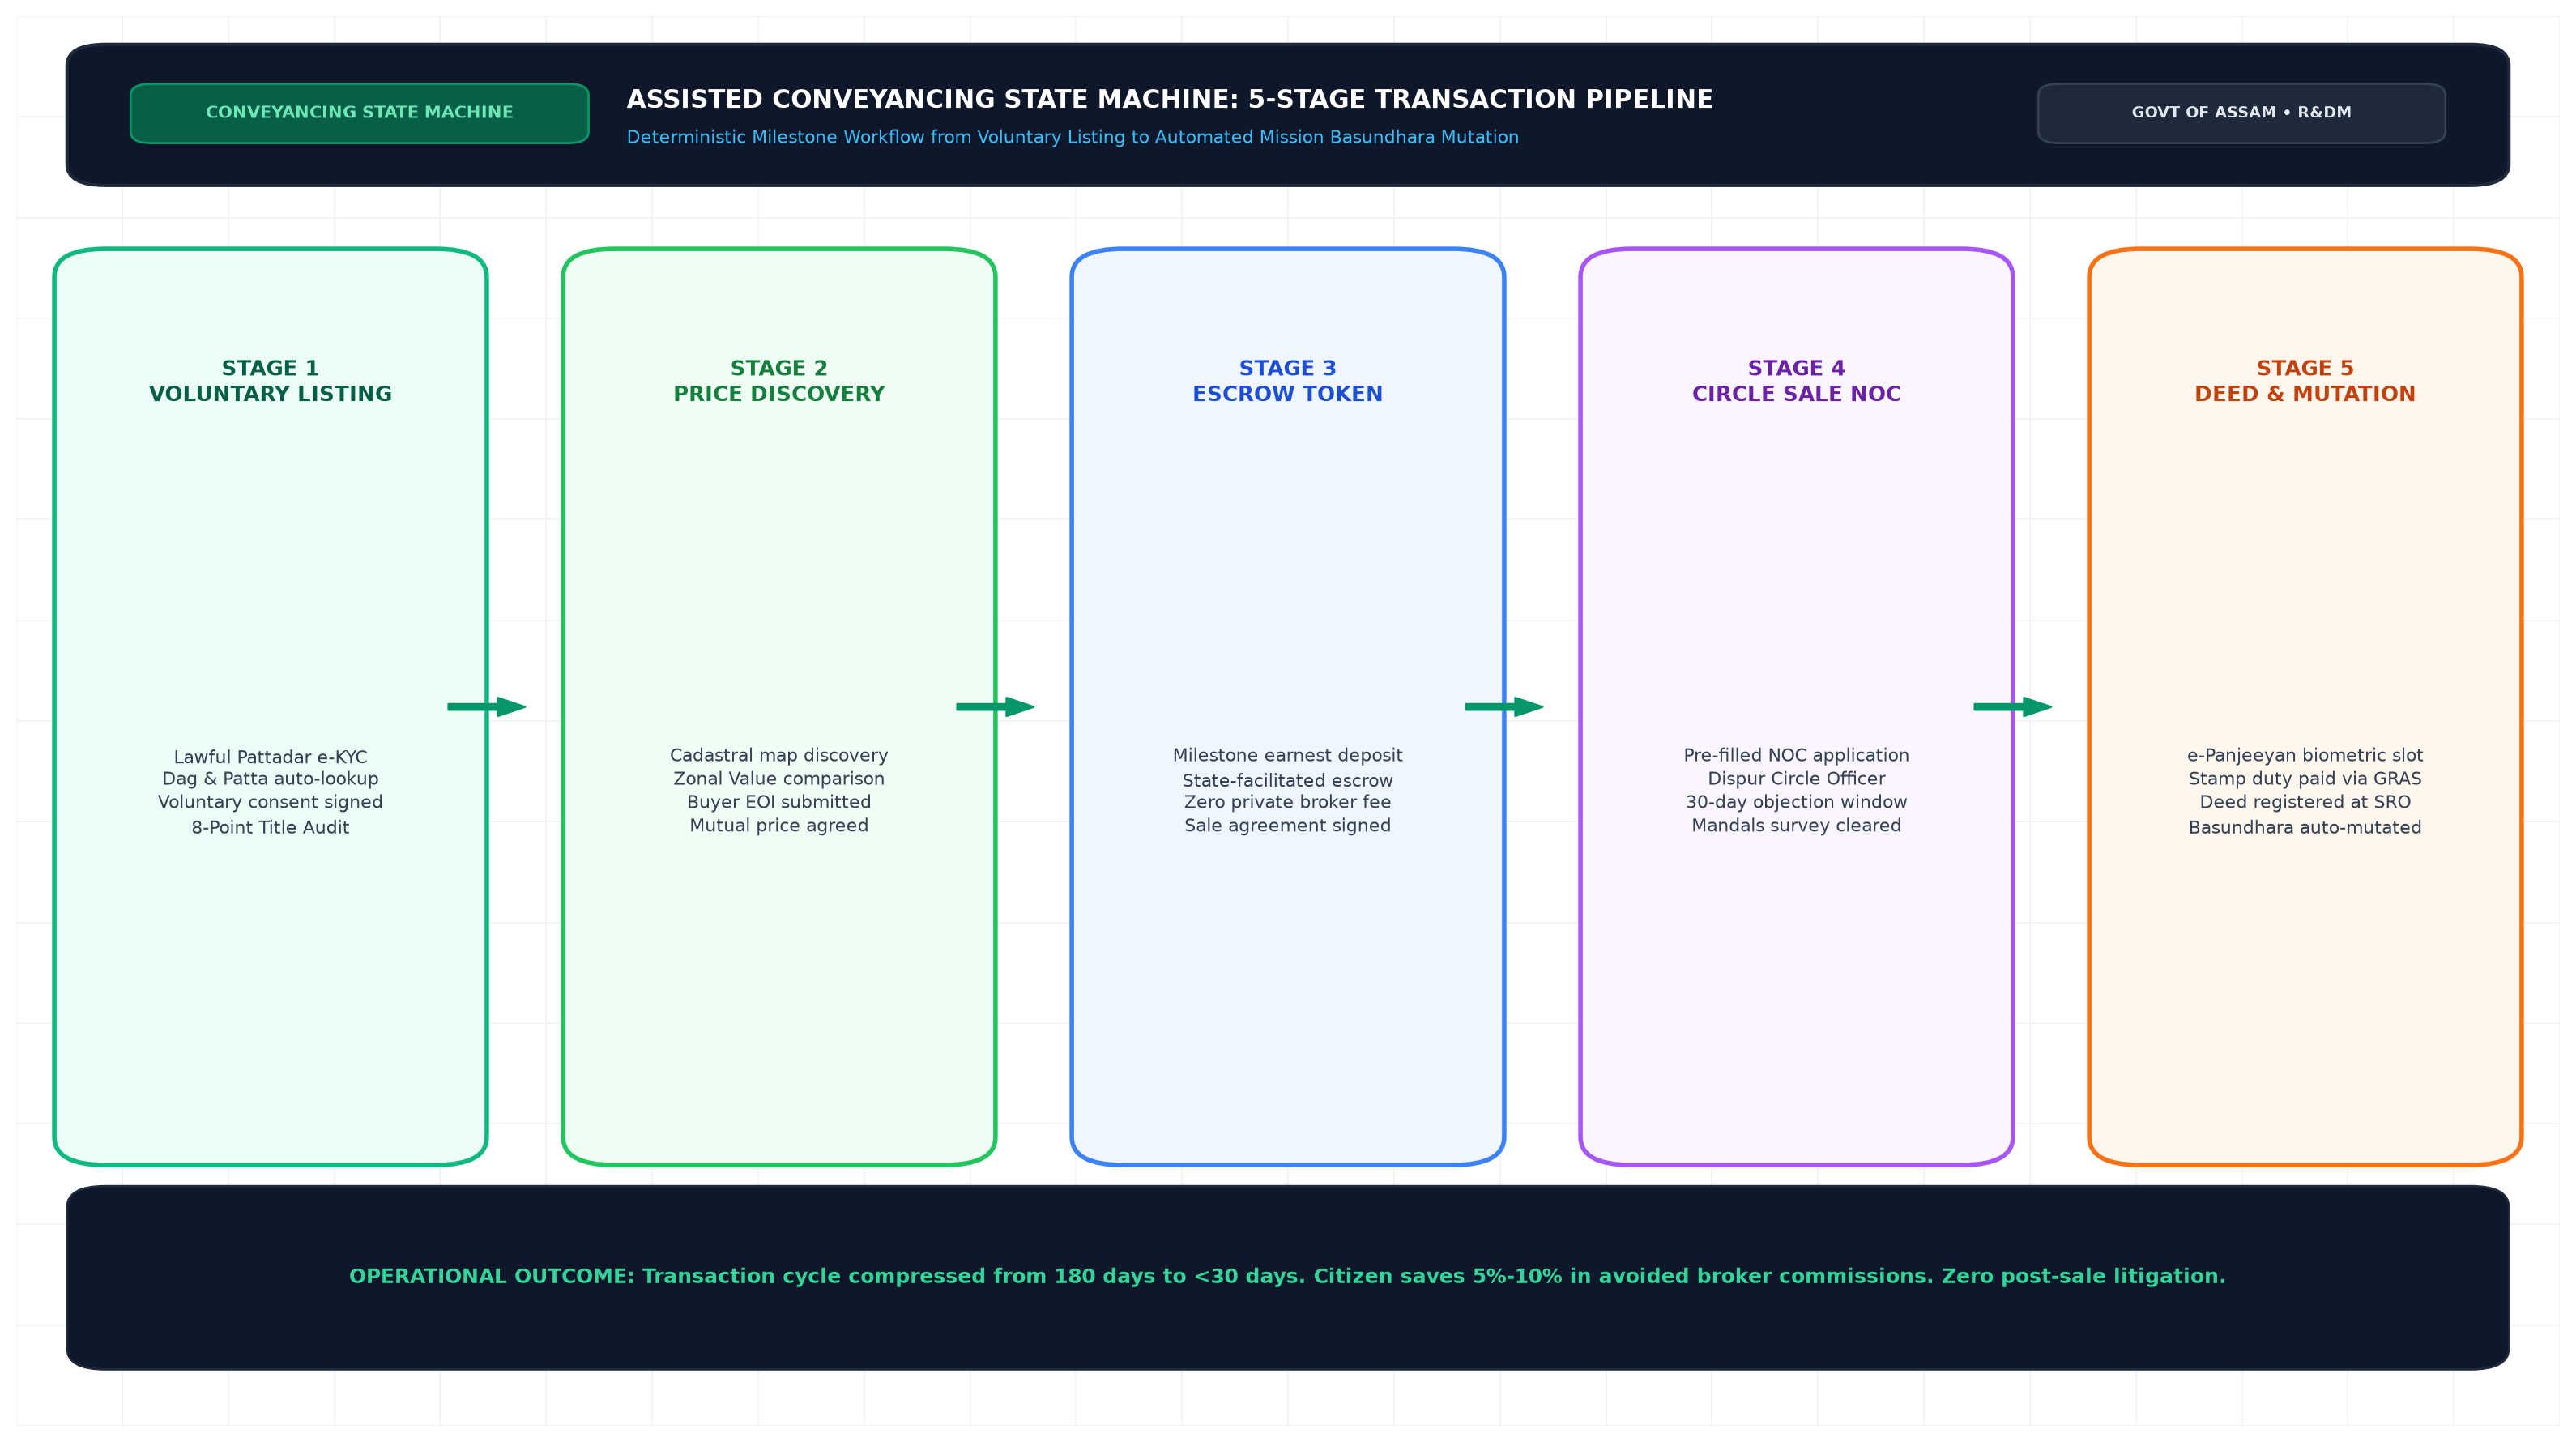 CONVEYANCING STATE MACHINE
ASSISTED CONVEYANCING STATE MACHINE: 5-STAGE TRANSACTION PIPELINE
Deterministic Milestone Workflow from Voluntary Listing to Automated Mission Basundhara Mutation
GOVT OF ASSAM • R&DM
STAGE 1
VOLUNTARY LISTING
Lawful Pattadar e-KYC
Dag & Patta auto-lookup
Voluntary consent signed
8-Point Title Audit
STAGE 2
PRICE DISCOVERY
Cadastral map discovery
Zonal Value comparison
Buyer EOI submitted
Mutual price agreed
STAGE 3
ESCROW TOKEN
Milestone earnest deposit
State-facilitated escrow
Zero private broker fee
Sale agreement signed
STAGE 4
CIRCLE SALE NOC
Pre-filled NOC application
Dispur Circle Officer
30-day objection window
Mandals survey cleared
STAGE 5
DEED & MUTATION
e-Panjeeyan biometric slot
Stamp duty paid via GRAS
Deed registered at SRO
Basundhara auto-mutated
OPERATIONAL OUTCOME: Transaction cycle compressed from 180 days to <30 days. Citizen saves 5%-10% in avoided broker commissions. Zero post-sale litigation.